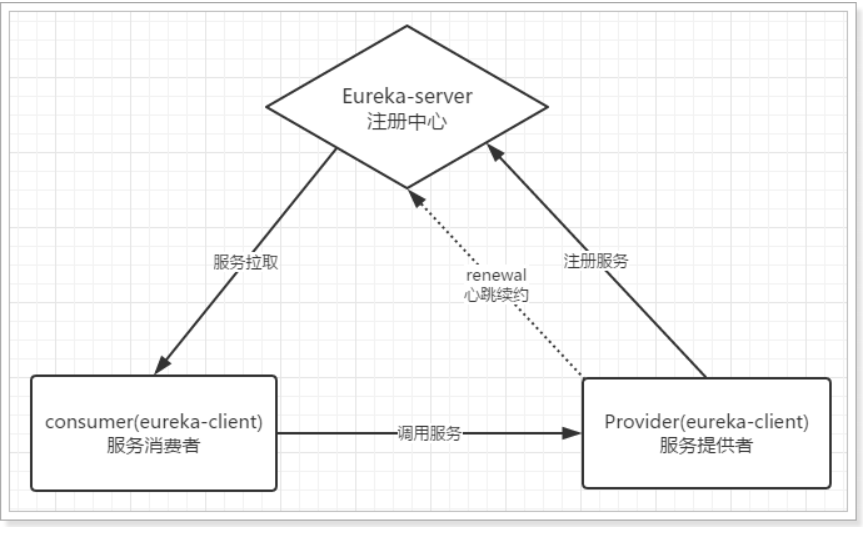 Eureka-server
注册中心
服务拉取
注册服务
renewal
心跳续约
consumer(eureka-client)
服务消费者
调用服务
Provider(eureka-client)
服务提供者